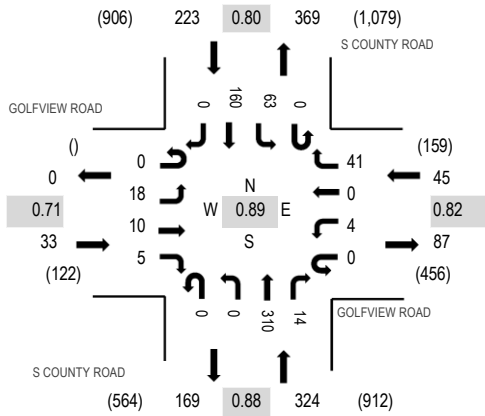 (906) 223 0.80 369 (1,079)
S COUNTY ROAD
0 160 63 0
GOLFVIEW ROAD
() 0 41 (159)
0 18 N 0 45
0.71 W 0.89 E 0.82
33 10 S 4 87
(122) 5 0 (456)
0 0 310 14
GOLFVIEW ROAD
S COUNTY ROAD
(564) 169 0.88 324 (912)